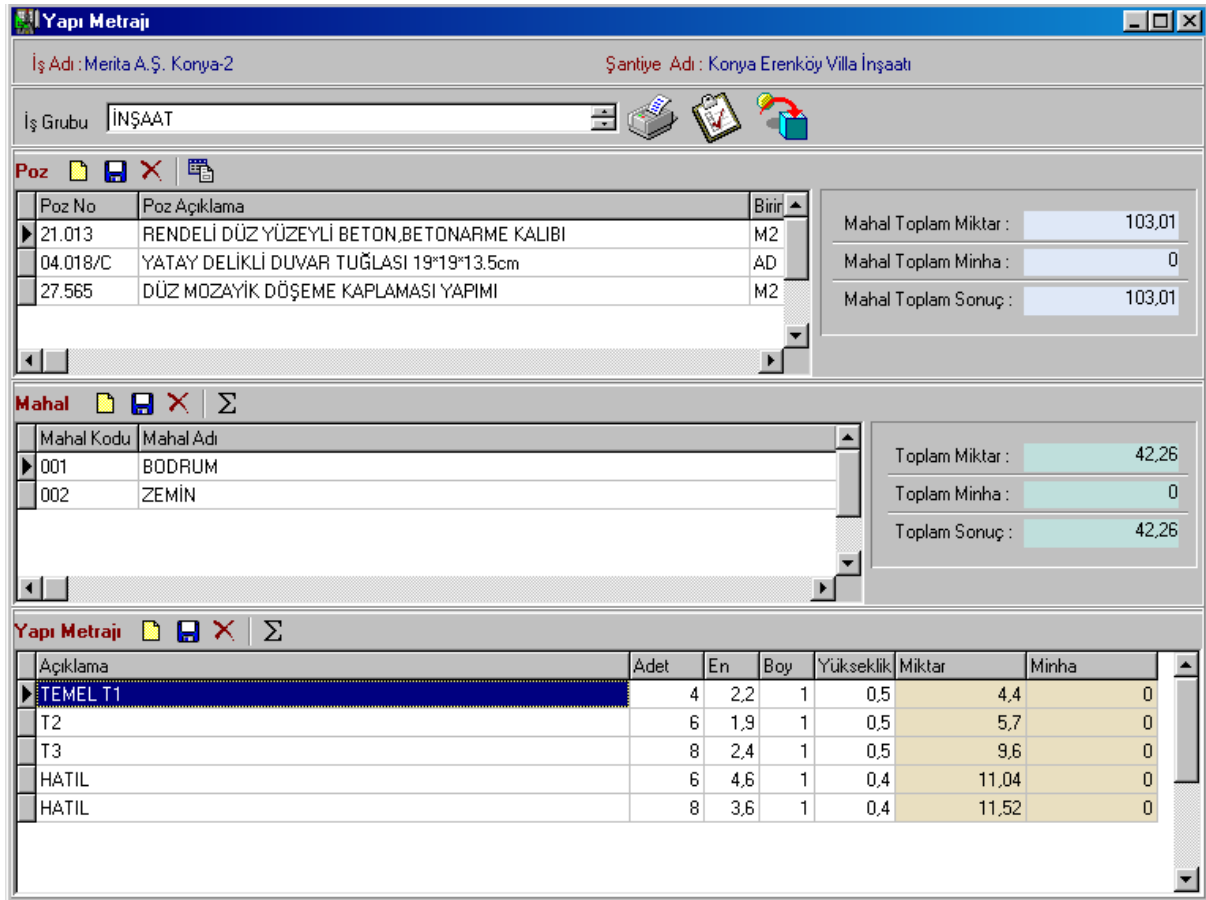 Yapı Metrajı
İş Adı : Merita A.Ş. Konya-2 Şantiye Adı : Konya Erenköy Villa İnşaatı
İş Grubu İNŞAAT
Poz
Poz No Poz Açıklama Birir
21.013 RENDELİ DÜZ YÜZEYLİ BETON,BETONARME KALIBI M2
04.018/C YATAY DELİKLİ DUVAR TUĞLASI 19*19*13.5cm AD
27.565 DÜZ MOZAYİK DÖŞEME KAPLAMASI YAPIMI M2
Mahal Toplam Miktar : 103,01
Mahal Toplam Minha : 0
Mahal Toplam Sonuç : 103,01
Mahal Σ
Mahal Kodu Mahal Adı
001 BODRUM
002 ZEMİN
Toplam Miktar : 42,26
Toplam Minha : 0
Toplam Sonuç : 42,26
Yapı Metrajı Σ
Açıklama Adet En Boy Yükseklik Miktar Minha
TEMEL T1 4 2,2 1 0,5 4,4 0
T2 6 1,9 1 0,5 5,7 0
T3 8 2,4 1 0,5 9,6 0
HATIL 6 4,6 1 0,4 11,04 0
HATIL 8 3,6 1 0,4 11,52 0